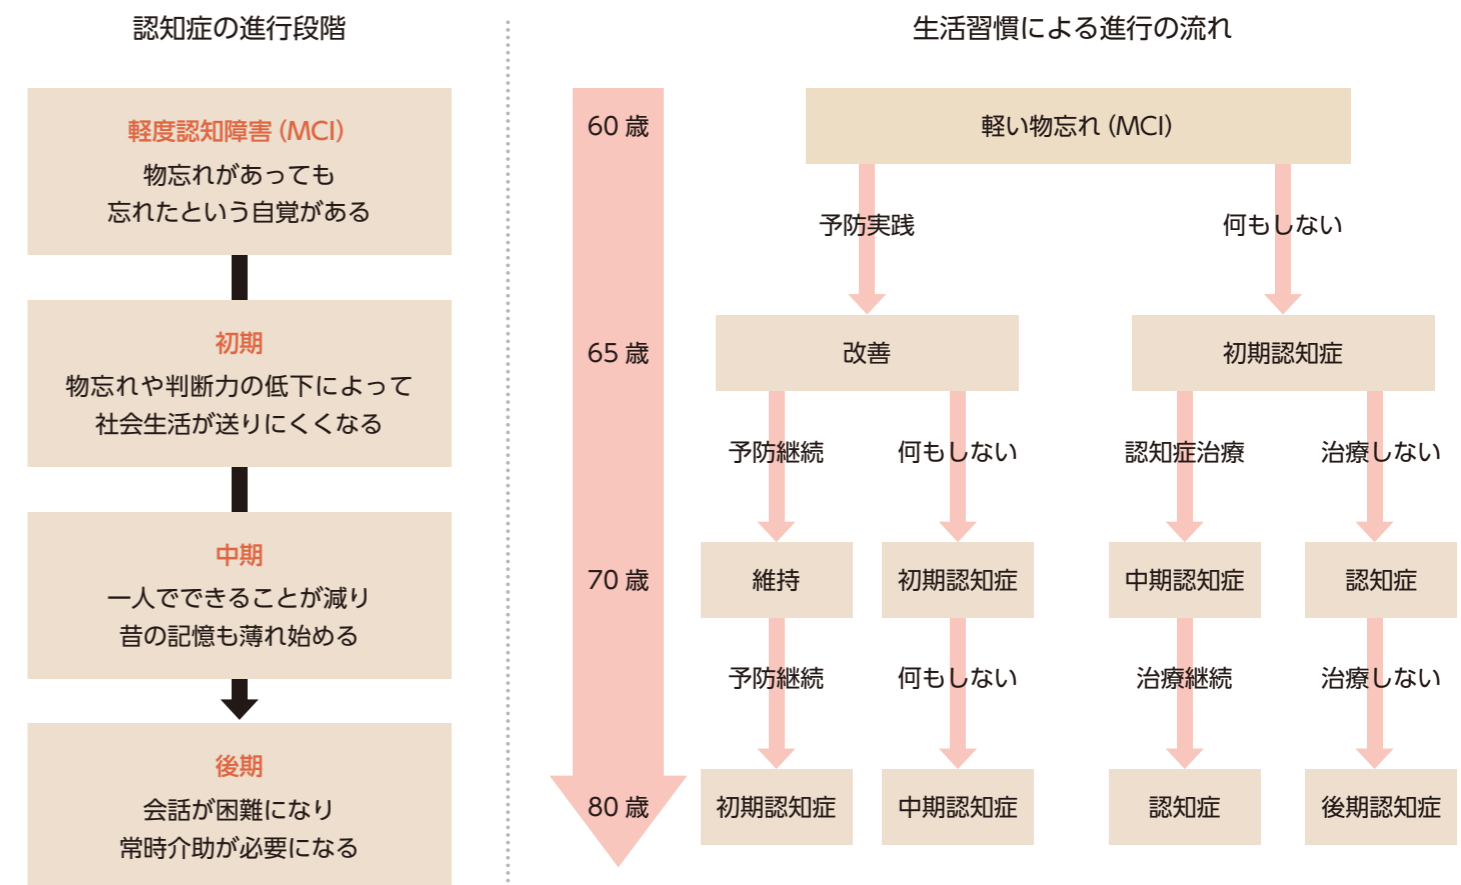 認知症の進行段階
軽度認知障害（MCI）
物忘れがあっても
忘れたという自覚がある
初期
物忘れや判断力の低下によって
社会生活が送りにくくなる
中期
一人でできることが減り
昔の記憶も薄れ始める
後期
会話が困難になり
常時介助が必要になる
生活習慣による進行の流れ
60 歳
軽い物忘れ（MCI）
予防実践
何もしない
65 歳
改善
初期認知症
予防継続
何もしない
認知症治療
治療しない
70 歳
維持
初期認知症
中期認知症
認知症
予防継続
何もしない
治療継続
治療しない
80 歳
初期認知症
中期認知症
認知症
後期認知症